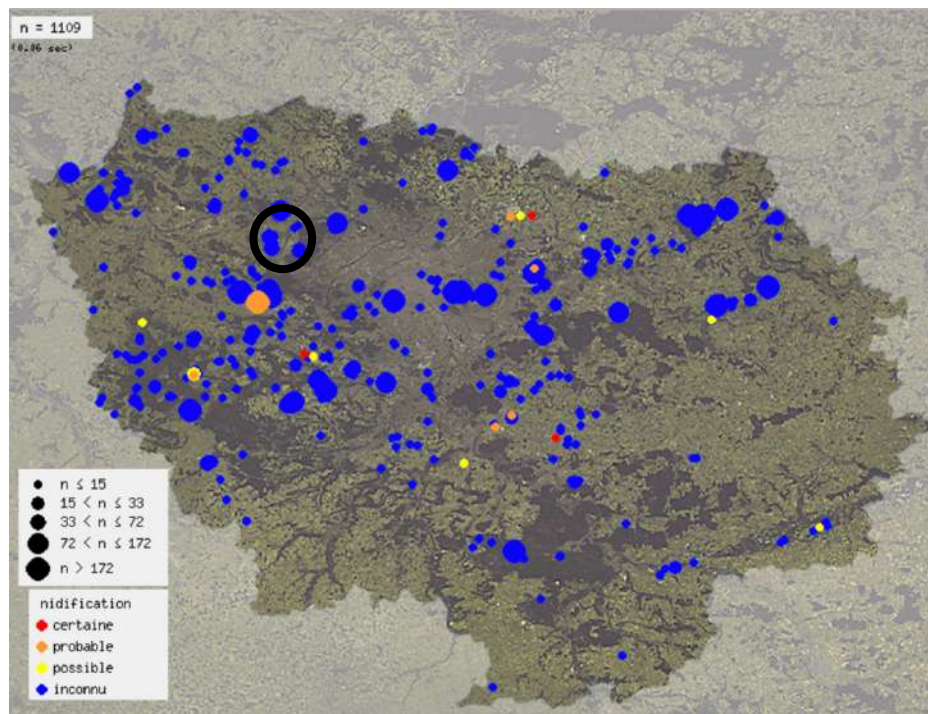 n = 1109
(0.06 sec)
n ≤ 15
15 < n ≤ 33
33 < n ≤ 72
72 < n ≤ 172
n > 172
nidification
certaine
probable
possible
inconnu